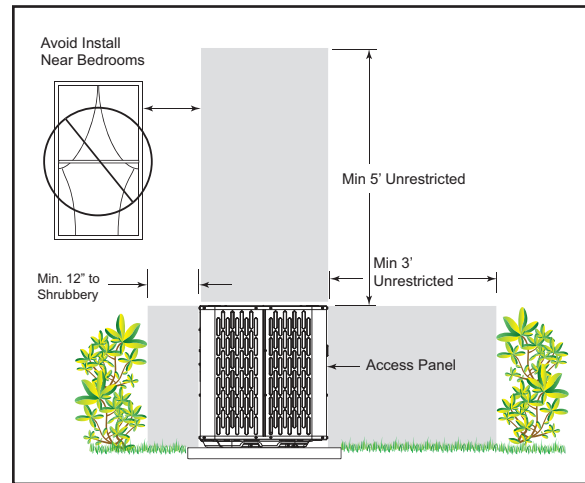 Avoid Install
Near Bedrooms
Min 5’ Unrestricted
Min 3’
Unrestricted
Min. 12” to
Shrubbery
Access Panel